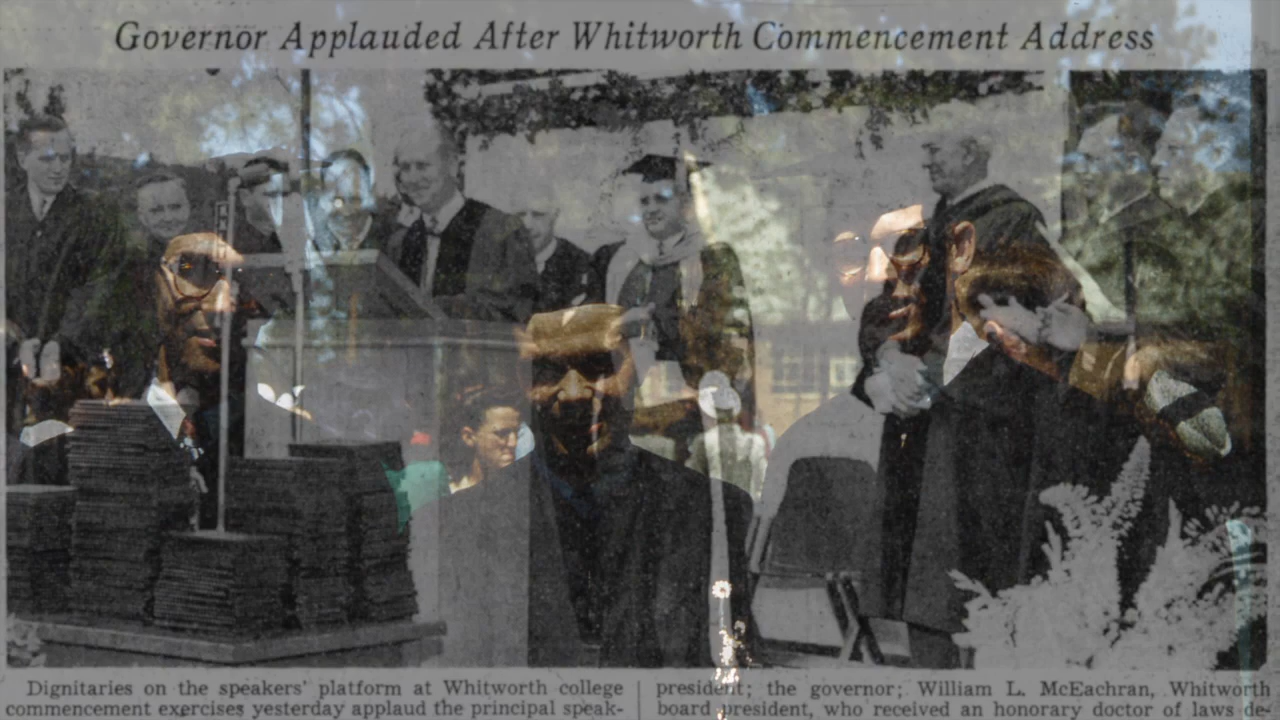 Governor Applauded After Whitworth Commencement Address
Dignitaries on the speakers' platform at Whitworth college
commencement exercises yesterday applaud the principal speak-
president; the governor; William L. McEachran, Whitworth
board president, who received an honorary doctor of laws de-